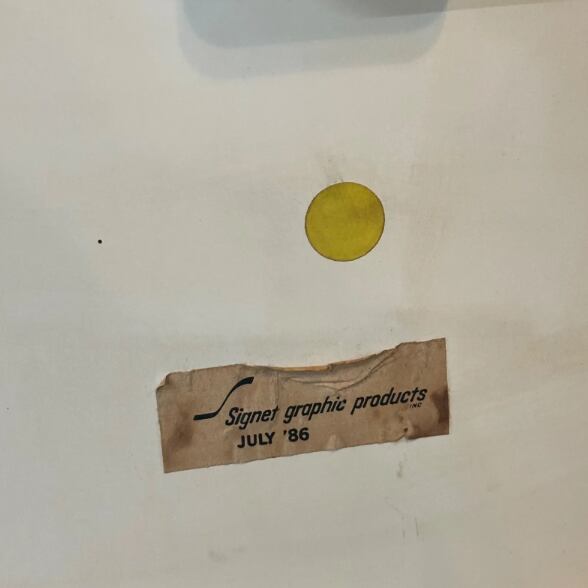 Signet graphic products
INC
JULY '86